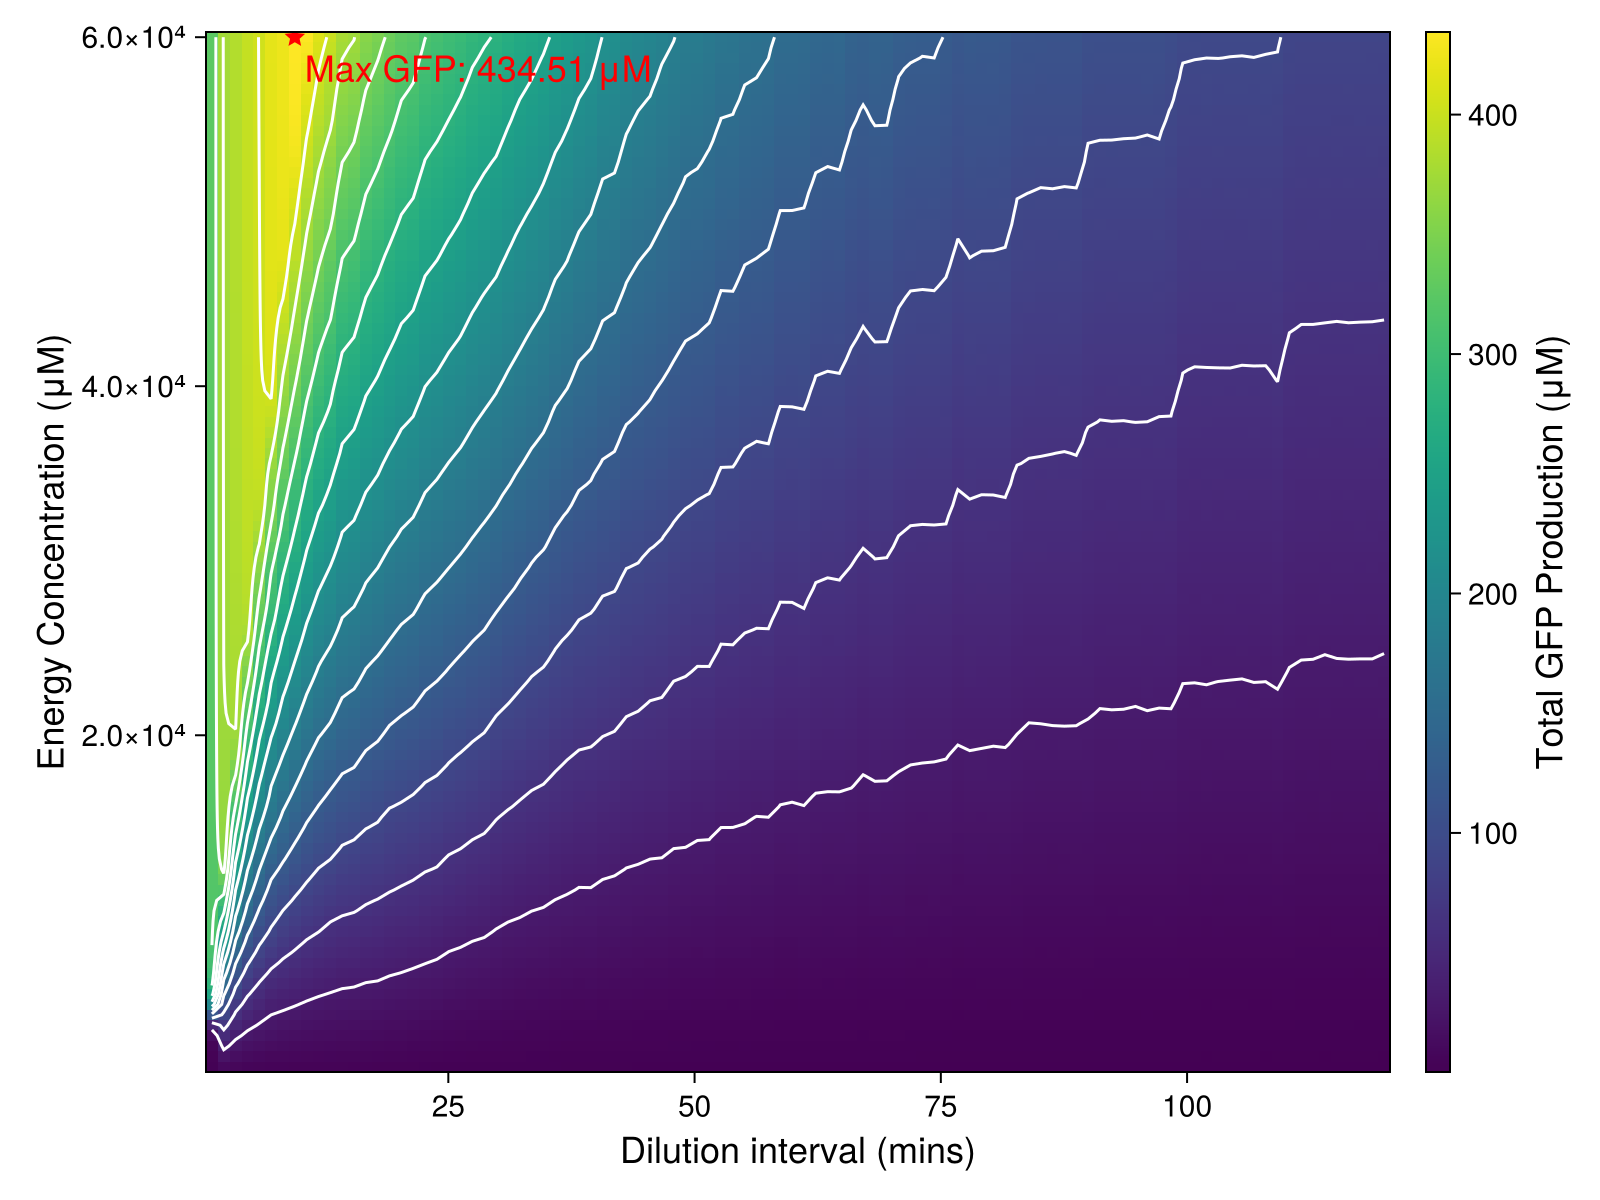 6.0×10⁴
Max GFP: 434.51 μM
400
300
4.0×10⁴
Energy Concentration (μM)
Total GFP Production (μM)
200
2.0×10⁴
100
25
50
75
100
Dilution interval (mins)